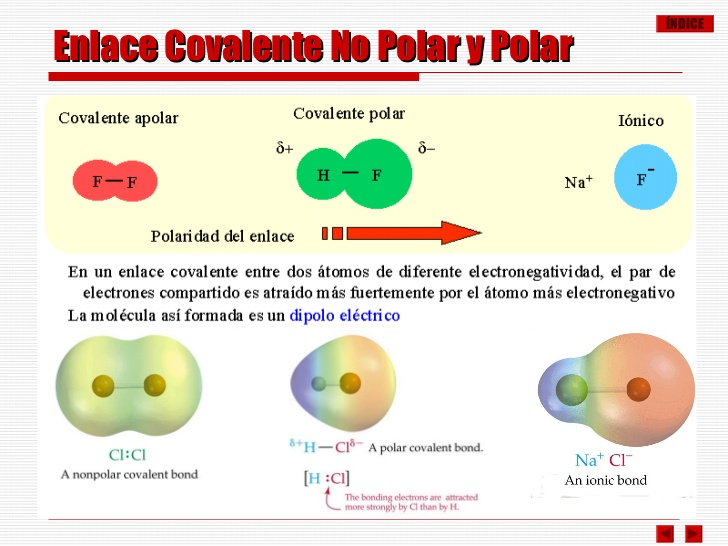 ÍNDICE
Enlace Covalente No Polar y Polar
Covalente apolar
Covalente polar
Iónico
δ+
δ−
F — F
H — F
Na⁺
F⁻
Polaridad del enlace
En un enlace covalente entre dos átomos de diferente electronegatividad, el par de
electrones compartido es atraído más fuertemente por el átomo más electronegativo
La molécula así formada es un dipolo eléctrico
Cl:Cl
A nonpolar covalent bond
δ+H—Clδ− A polar covalent bond.
[H :Cl]
The bonding electrons are attracted
more strongly by Cl than by H.
Na⁺ Cl⁻
An ionic bond